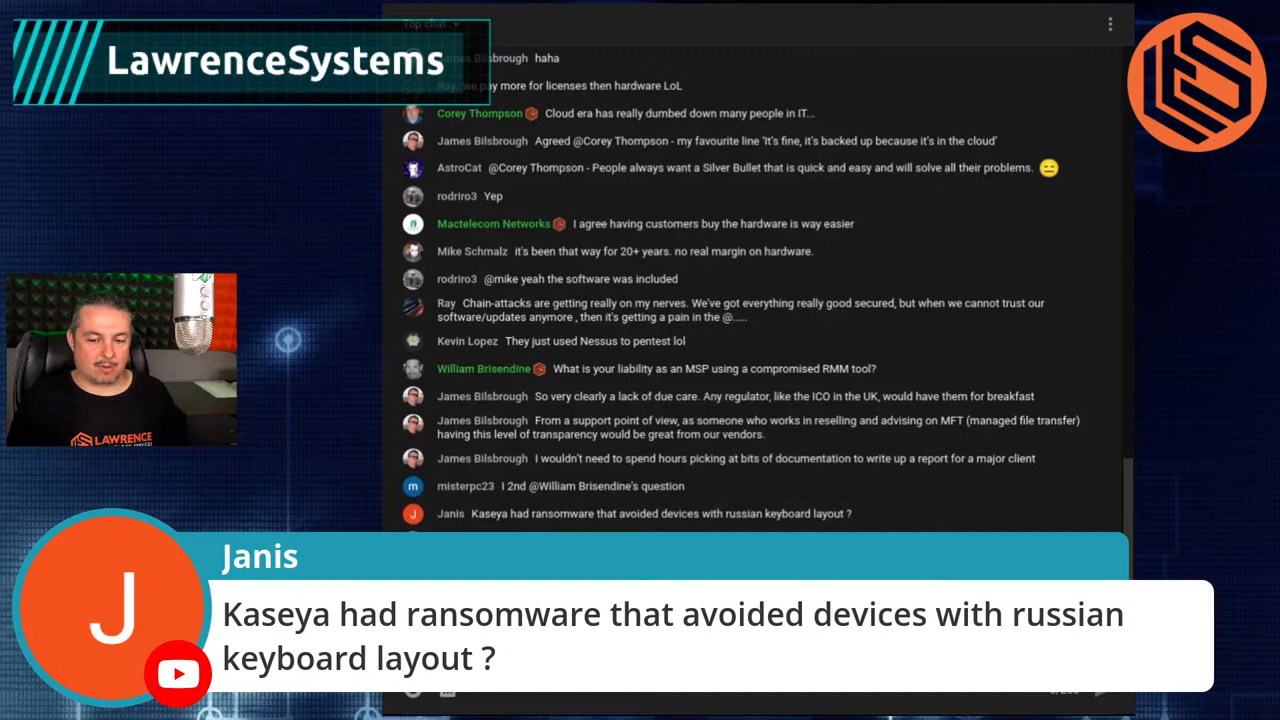 LawrenceSystems
Top chat
James Bilsbrough haha
Ray we pay more for licenses then hardware LoL
Corey Thompson Cloud era has really dumbed down many people in IT...
James Bilsbrough Agreed @Corey Thompson - my favourite line 'It's fine, it's backed up because it's in the cloud'
AstroCat @Corey Thompson - People always want a Silver Bullet that is quick and easy and will solve all their problems.
rodriro3 Yep
Mactelecom Networks I agree having customers buy the hardware is way easier
Mike Schmalz it's been that way for 20+ years. no real margin on hardware.
rodriro3 @mike yeah the software was included
Ray Chain-attacks are getting really on my nerves. We've got everything really good secured, but when we cannot trust our
software/updates anymore , then it's getting a pain in the @.....
Kevin Lopez They just used Nessus to pentest lol
William Brisendine What is your liability as an MSP using a compromised RMM tool?
James Bilsbrough So very clearly a lack of due care. Any regulator, like the ICO in the UK, would have them for breakfast
James Bilsbrough From a support point of view, as someone who works in reselling and advising on MFT (managed file transfer)
having this level of transparency would be great from our vendors.
James Bilsbrough I wouldn't need to spend hours picking at bits of documentation to write up a report for a major client
m misterpc23 I 2nd @William Brisendine's question
J Janis Kaseya had ransomware that avoided devices with russian keyboard layout ?
LAWRENCE
J
Janis
Kaseya had ransomware that avoided devices with russian
keyboard layout ?